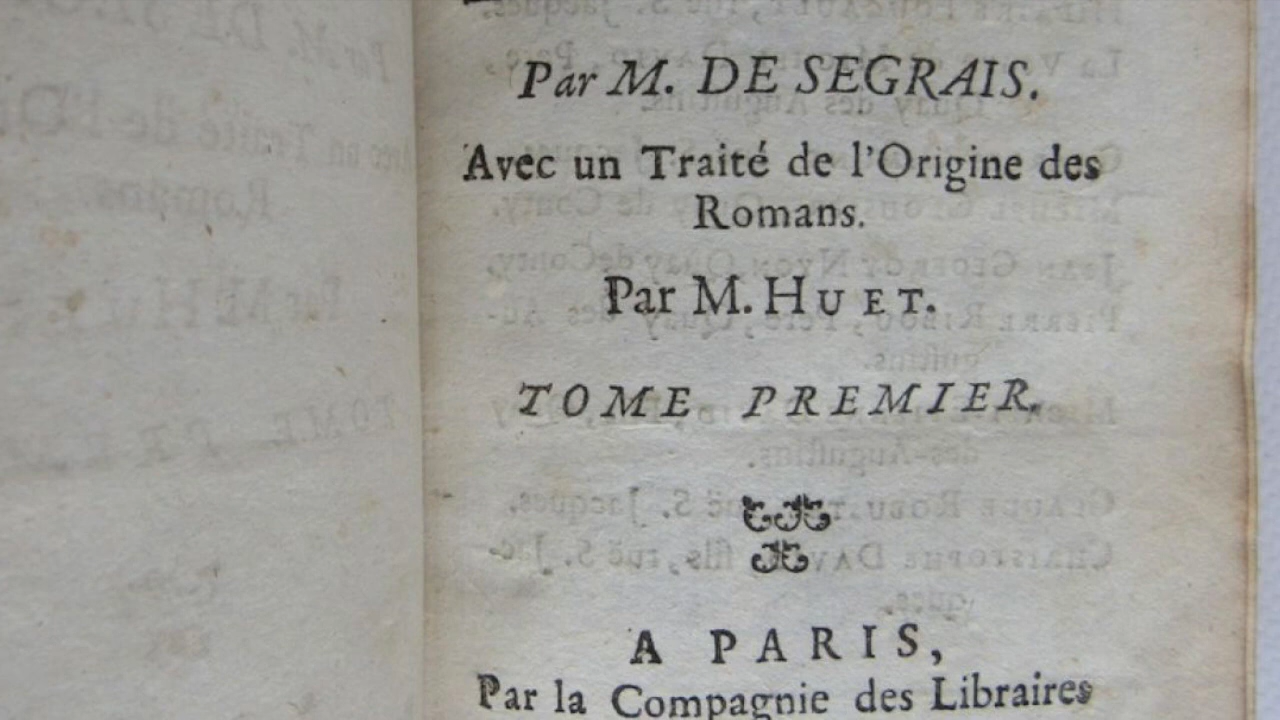 Par M. DE SEGRAIS.
Avec un Traité de l'Origine des
Romans.
Par M. HUET.
TOME PREMIER.
A PARIS,
Par la Compagnie des Libraires